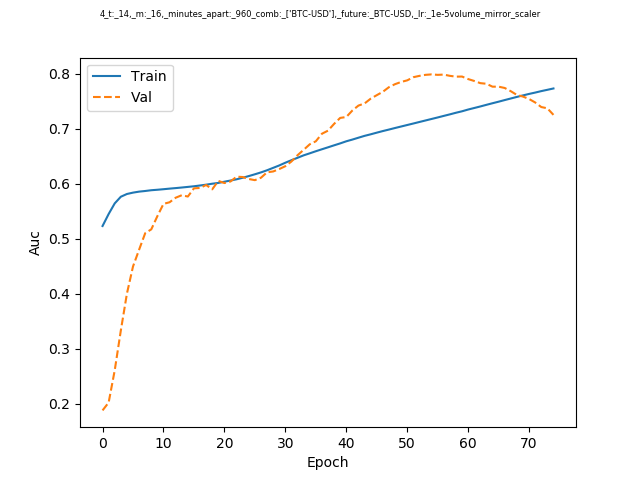 4_t:_14,_m:_16,_minutes_apart:_960_comb:_['BTC-USD'],_future:_BTC-USD,_lr:_1e-5volume_mirror_scaler
Train
Val
0.8
0.7
0.6
0.5
0.4
0.3
0.2
Auc
0 10 20 30 40 50 60 70
Epoch